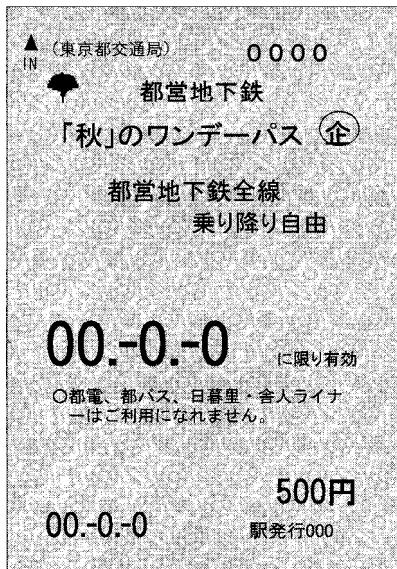 (東京都交通局) 0000
IN
都営地下鉄
「秋」のワンデーパス ㊭
都営地下鉄全線
乗り降り自由
00.-0.-0 に限り有効
○都電、都バス、日暮里・舎人ライナ
ーはご利用になれません。
500円
00.-0.-0 駅発行000